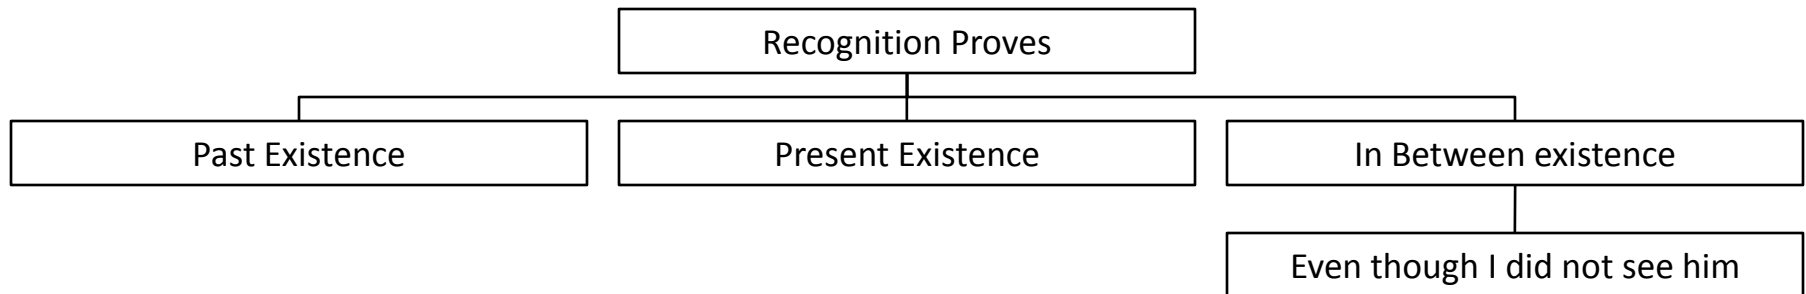 Recognition Proves
Past Existence
Present Existence
In Between existence
Even though I did not see him